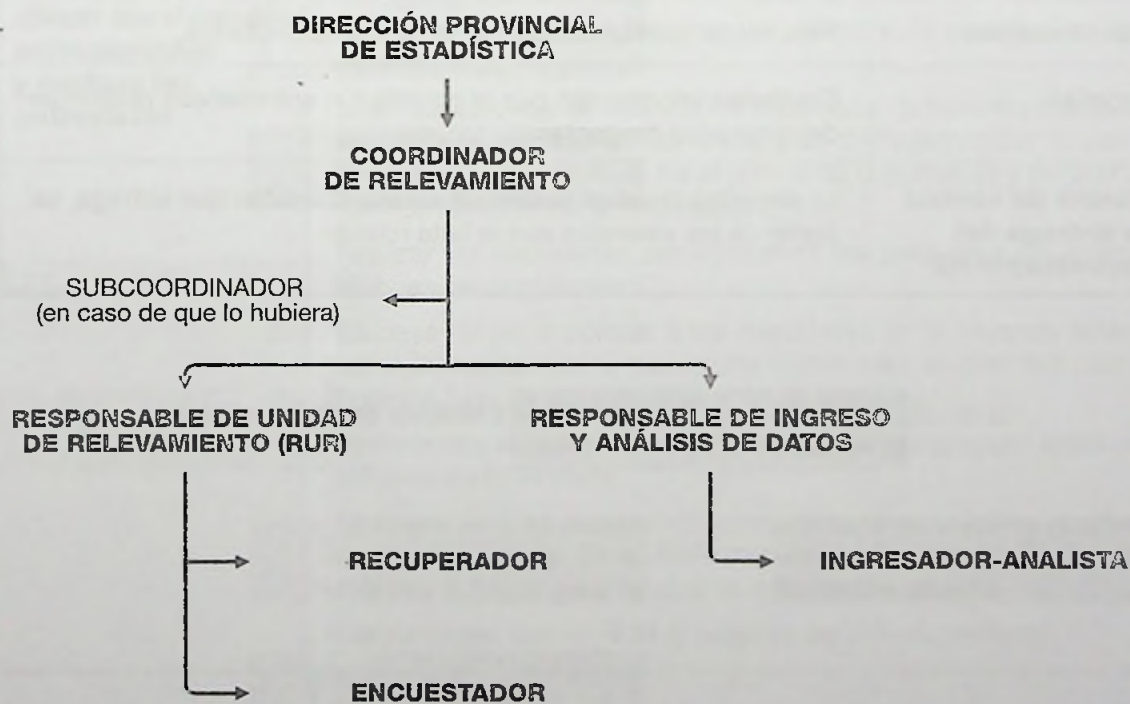 DIRECCIÓN PROVINCIAL
DE ESTADÍSTICA
COORDINADOR
DE RELEVAMIENTO
SUBCOORDINADOR
(en caso de que lo hubiera)
RESPONSABLE DE UNIDAD
DE RELEVAMIENTO (RUR)
RESPONSABLE DE INGRESO
Y ANÁLISIS DE DATOS
RECUPERADOR
INGRESADOR-ANALISTA
ENCUESTADOR